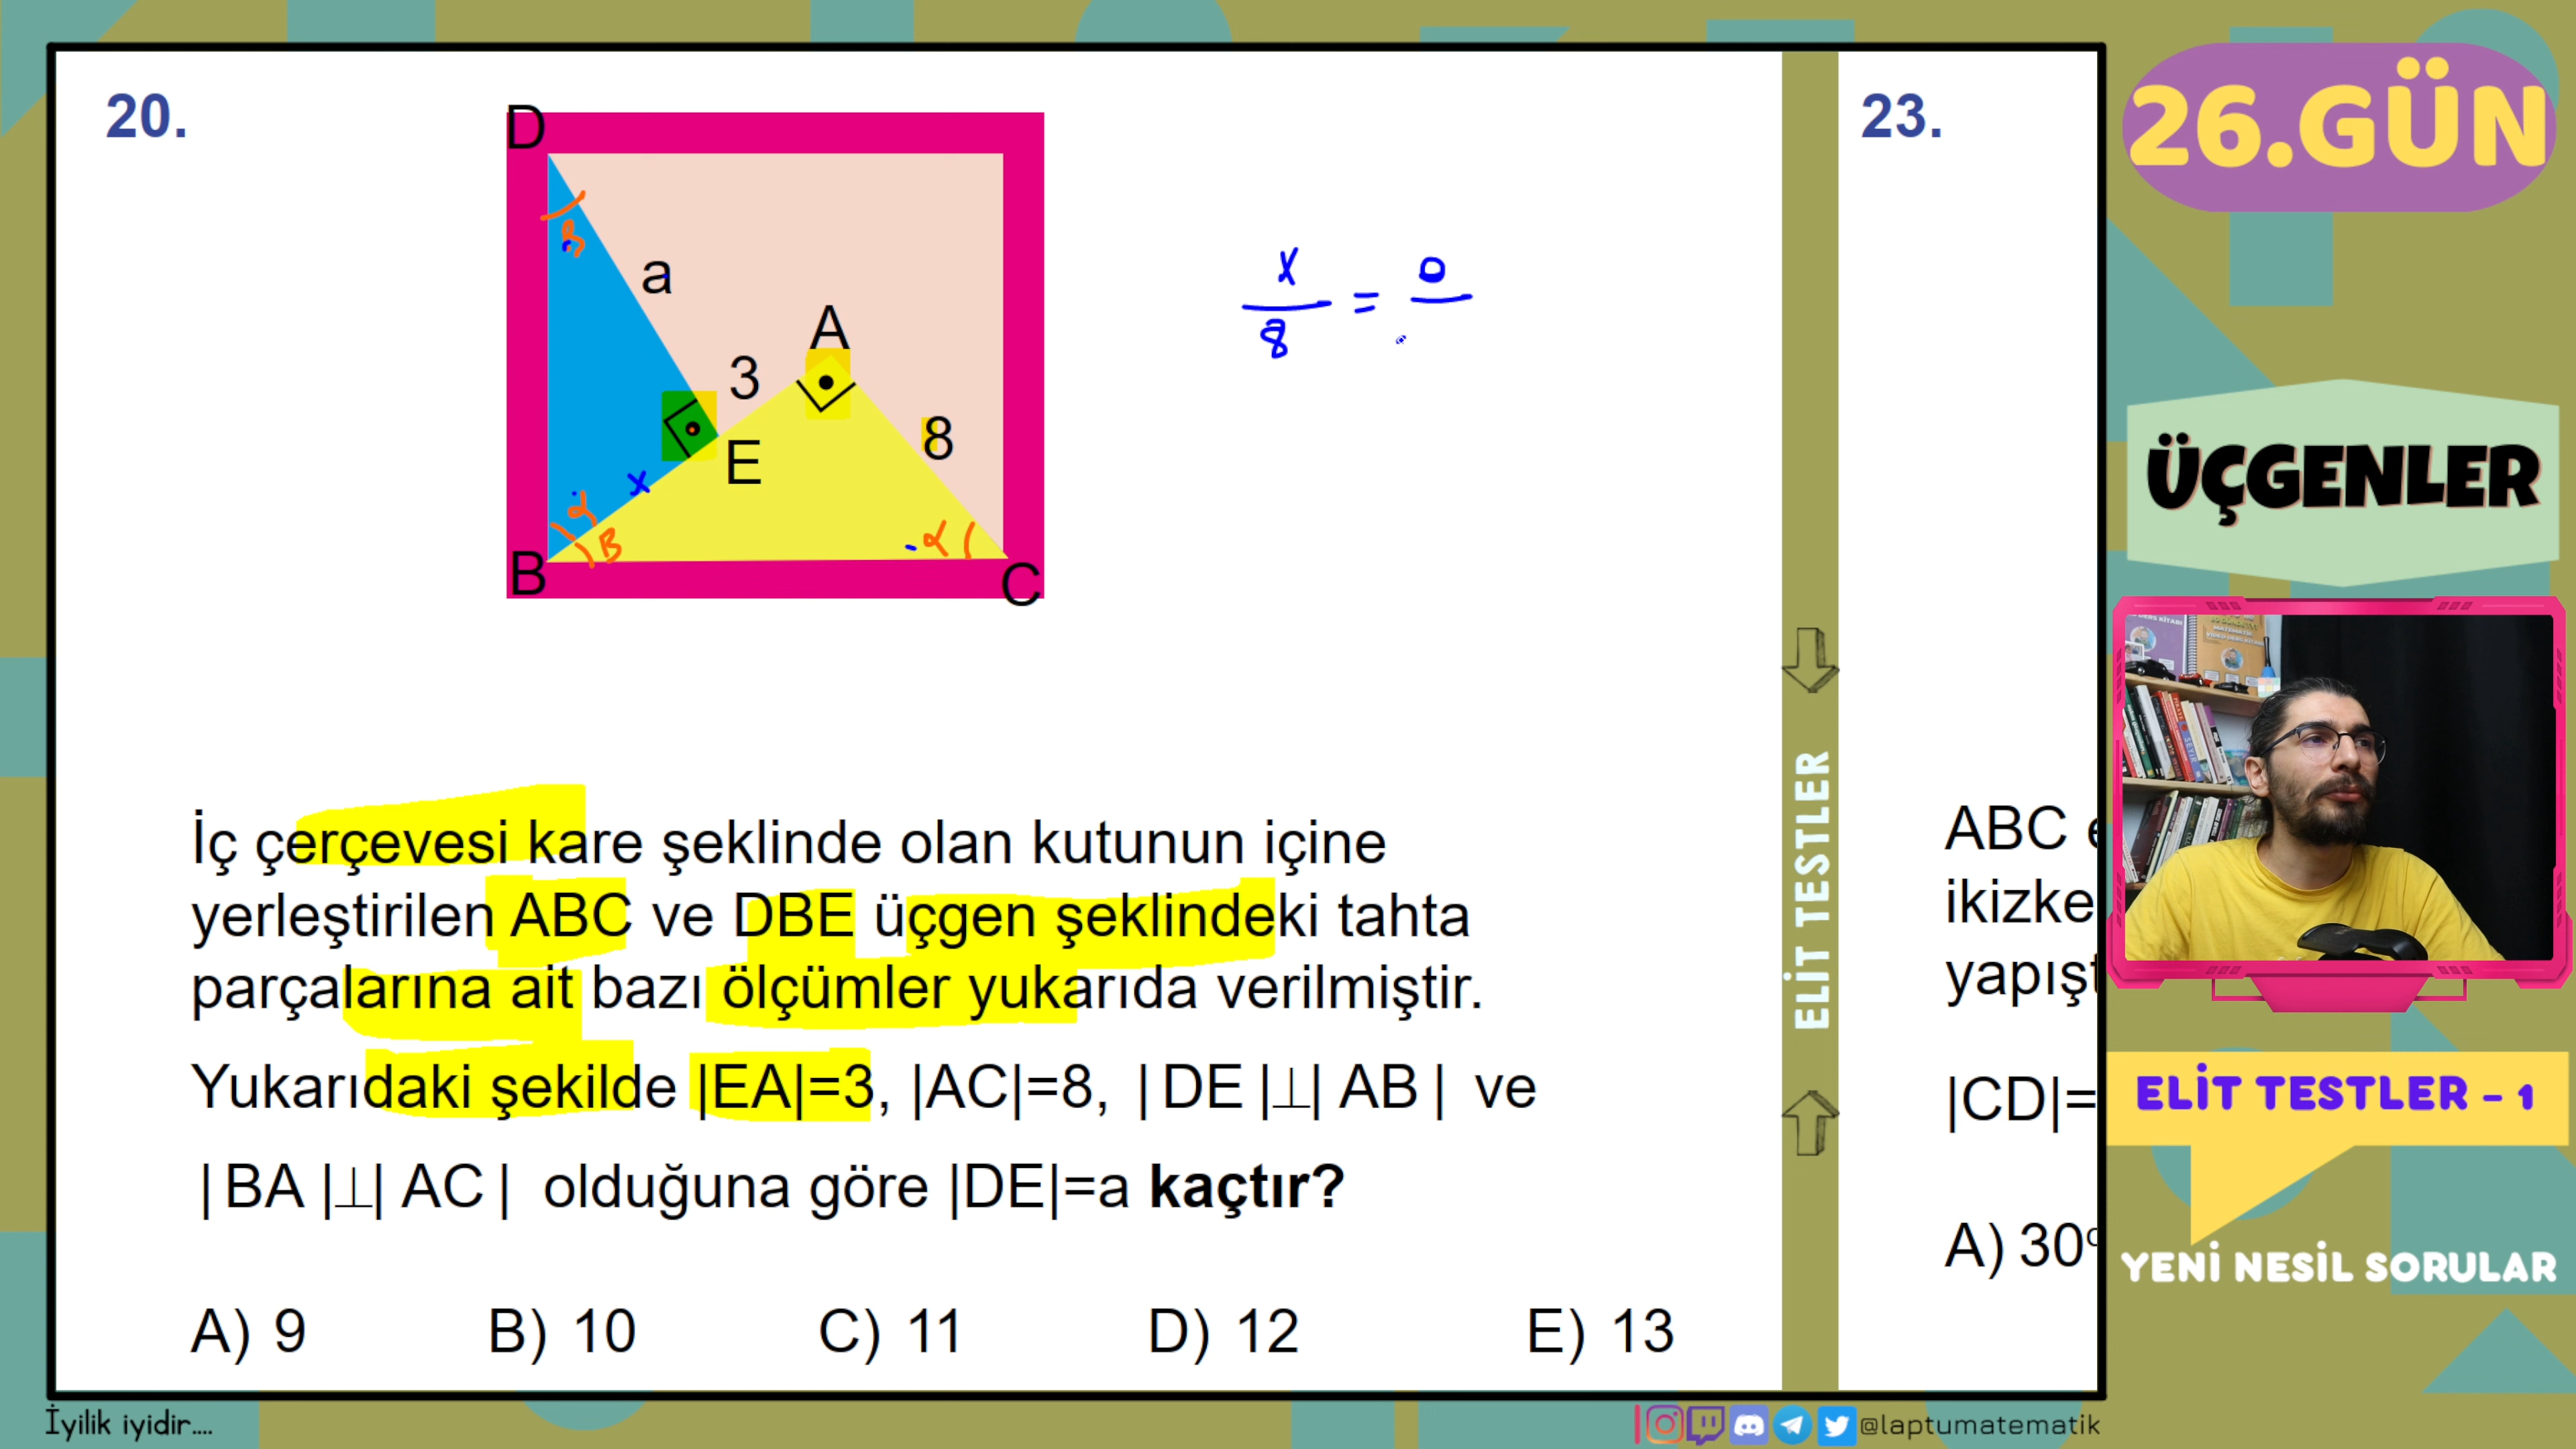 20.
D
β
a
A
3
8
E
x
α
β
α
B
C
x/8 = a/
İç çerçevesi kare şeklinde olan kutunun içine
yerleştirilen ABC ve DBE üçgen şeklindeki tahta
parçalarına ait bazı ölçümler yukarıda verilmiştir.
Yukarıdaki şekilde |EA|=3, |AC|=8, |DE|⊥|AB| ve
|BA|⊥|AC| olduğuna göre |DE|=a kaçtır?
A) 9 B) 10 C) 11 D) 12 E) 13
ELİT TESTLER
23.
ABC
ikizke
yapışt
|CD|=
A) 30º
26.GÜN
ÜÇGENLER
ELİT TESTLER - 1
YENİ NESİL SORULAR
İyilik iyidir....
@laptumatematik